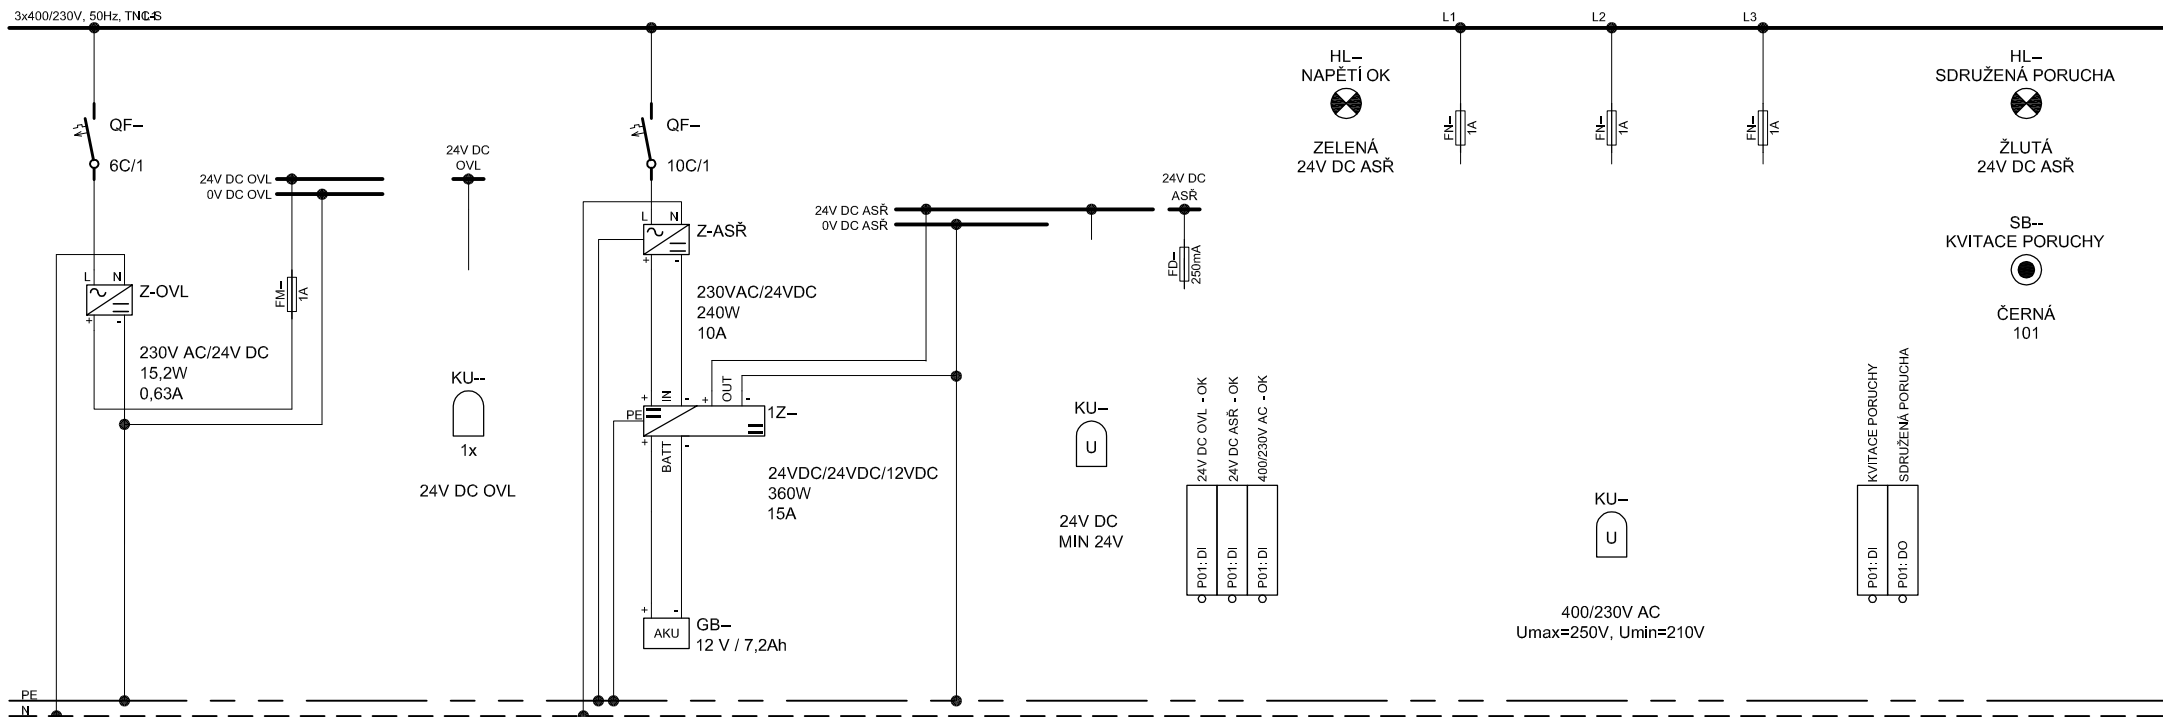 3x400/230V, 50Hz, TNC-S
L1
L2
L3
QF–
6C/1
24V DC OVL
0V DC OVL
24V DC
OVL
L
N
Z-OVL
+
-
FM–
1A
230V AC/24V DC
15,2W
0,63A
KU--
1x
24V DC OVL
QF–
10C/1
L
N
Z-ASŘ
+
-
230VAC/24VDC
240W
10A
24V DC ASŘ
0V DC ASŘ
24V DC
ASŘ
FD–
250mA
+
IN
-
+
OUT
-
PE
1Z–
+
BATT
-
24VDC/24VDC/12VDC
360W
15A
+
-
AKU
GB–
12 V / 7,2Ah
KU–
U
24V DC
MIN 24V
24V DC OVL - OK
24V DC ASŘ - OK
400/230V AC - OK
P01: DI
P01: DI
P01: DI
HL–
NAPĚTÍ OK
ZELENÁ
24V DC ASŘ
FN–
1A
FN–
1A
FN–
1A
KU–
U
400/230V AC
Umax=250V, Umin=210V
HL–
SDRUŽENÁ PORUCHA
ŽLUTÁ
24V DC ASŘ
SB--
KVITACE PORUCHY
ČERNÁ
101
KVITACE PORUCHY
SDRUŽENÁ PORUCHA
P01: DI
P01: DO
PE
N